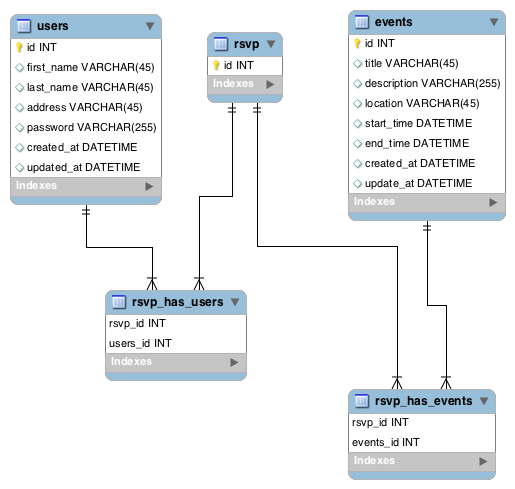 users
id INT
first_name VARCHAR(45)
last_name VARCHAR(45)
address VARCHAR(45)
password VARCHAR(255)
created_at DATETIME
updated_at DATETIME
Indexes
rsvp
id INT
Indexes
events
id INT
title VARCHAR(45)
description VARCHAR(255)
location VARCHAR(45)
start_time DATETIME
end_time DATETIME
created_at DATETIME
update_at DATETIME
Indexes
rsvp_has_users
rsvp_id INT
users_id INT
Indexes
rsvp_has_events
rsvp_id INT
events_id INT
Indexes